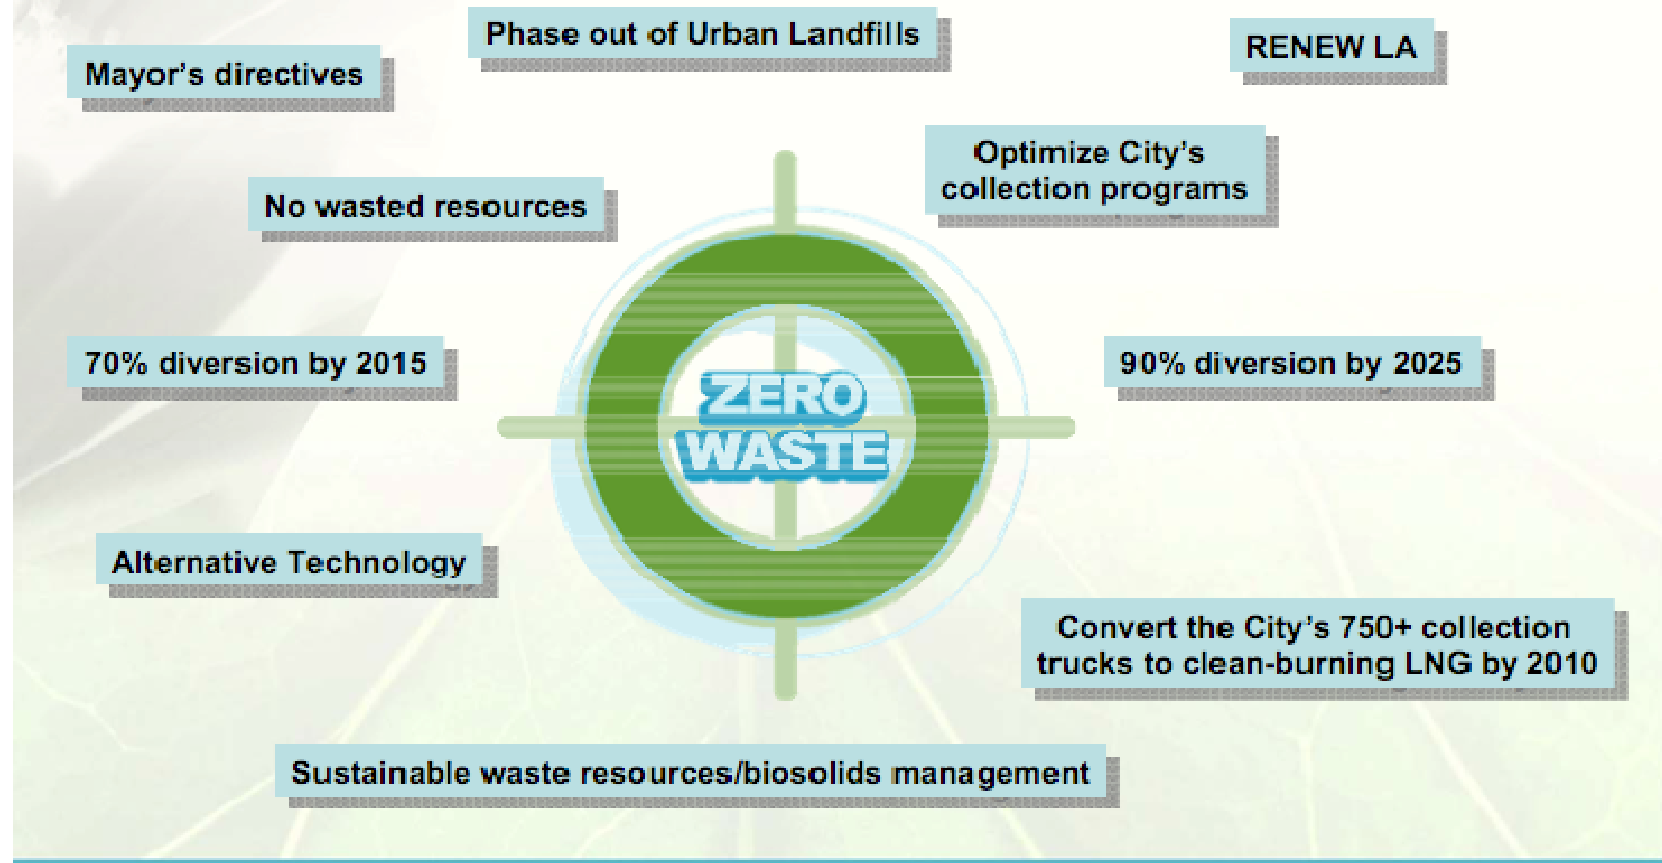 Phase out of Urban Landfills
RENEW LA
Mayor's directives
Optimize City's
collection programs
No wasted resources
70% diversion by 2015
90% diversion by 2025
ZERO
WASTE
Alternative Technology
Convert the City's 750+ collection
trucks to clean-burning LNG by 2010
Sustainable waste resources/biosolids management